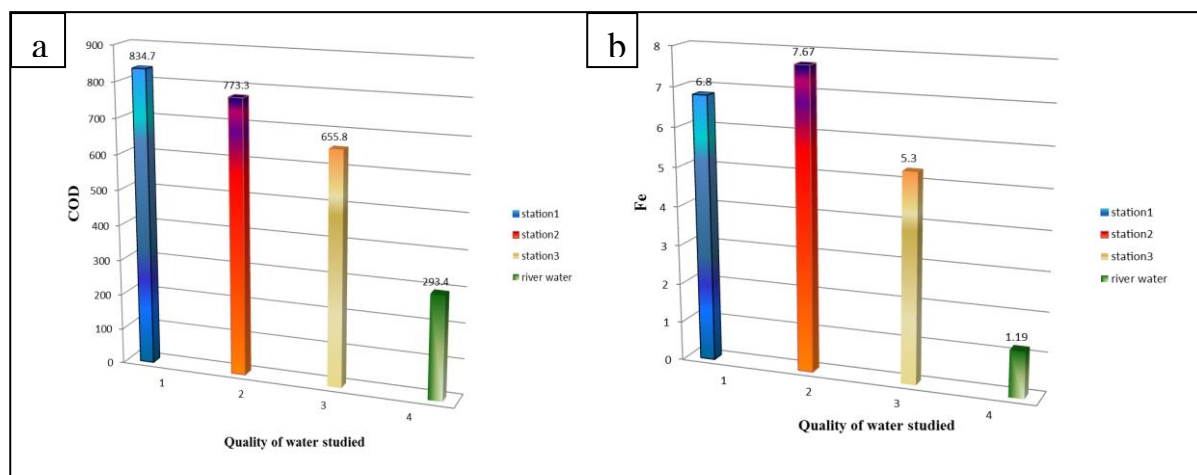 a
COD
900
800
700
600
500
400
300
200
100
0
834.7
773.3
655.8
293.4
1
2
3
4
Quality of water studied
station1
station2
station3
river water
b
Fe
8
7
6
5
4
3
2
1
0
6.8
7.67
5.3
1.19
1
2
3
4
Quality of water studied
station1
station2
station3
river water